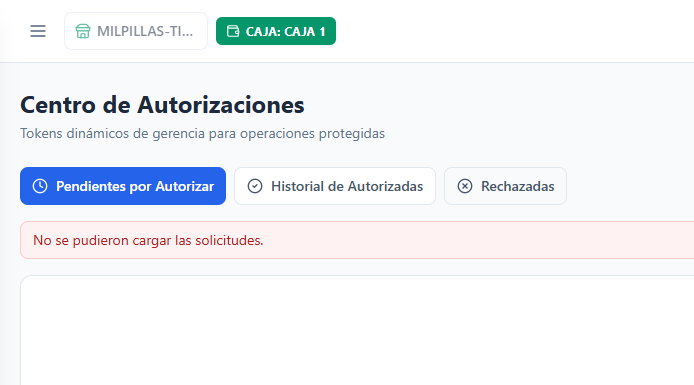 MILPILLAS-TI...
CAJA: CAJA 1
Centro de Autorizaciones
Tokens dinámicos de gerencia para operaciones protegidas
Pendientes por Autorizar
Historial de Autorizadas
Rechazadas
No se pudieron cargar las solicitudes.